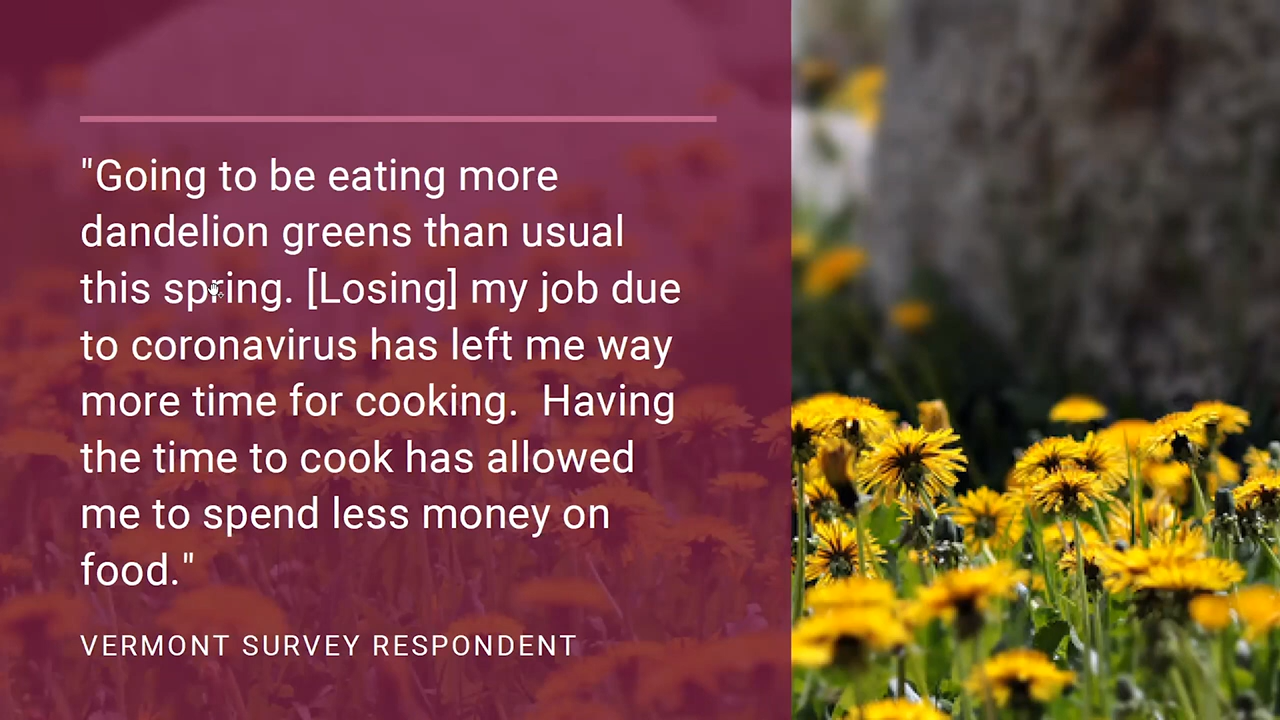 "Going to be eating more
dandelion greens than usual
this spring. [Losing] my job due
to coronavirus has left me way
more time for cooking.  Having
the time to cook has allowed
me to spend less money on
food."
VERMONT SURVEY RESPONDENT